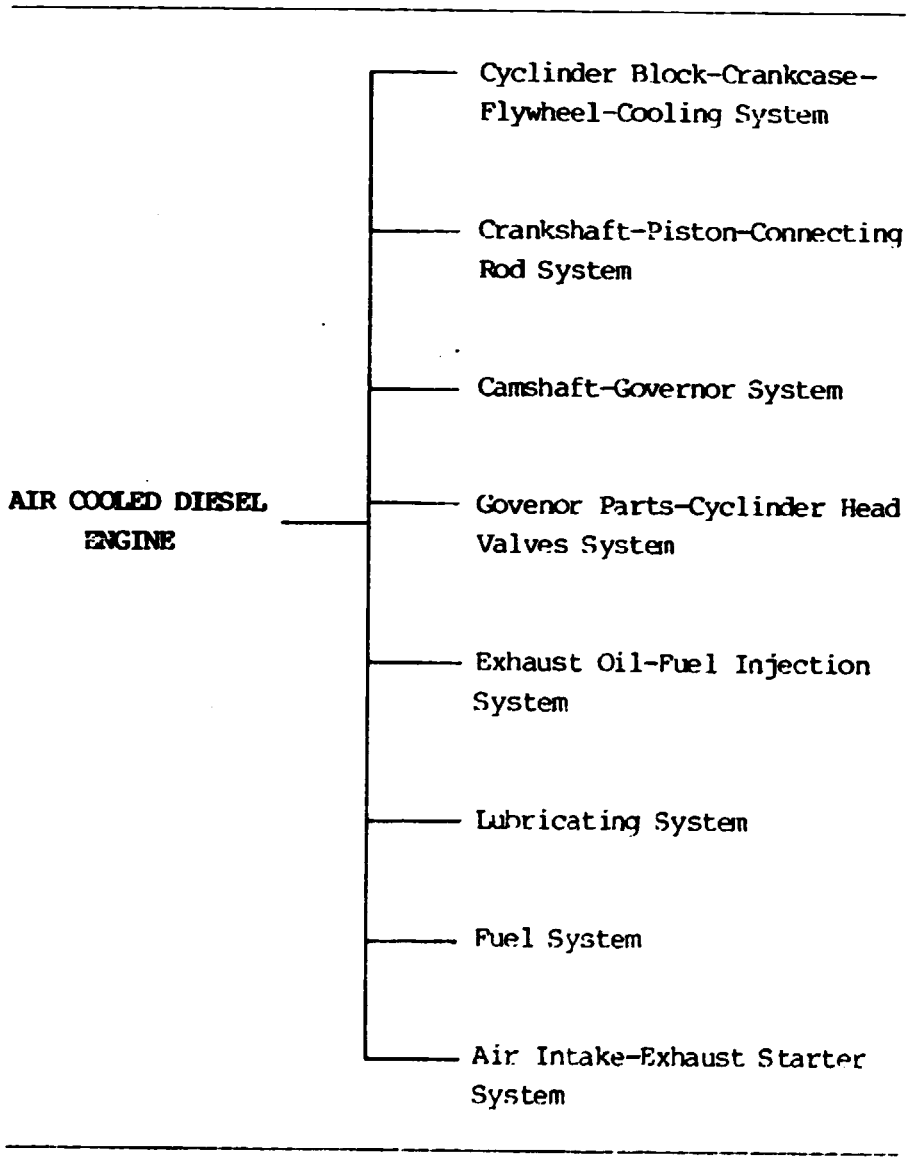 Cyclinder Block-Crankcase-
Flywheel-Cooling System
Crankshaft-Piston-Connecting
Rod System
Camshaft-Governor System
AIR COOLED DIESEL
ENGINE
Govenor Parts-Cyclinder Head
Valves System
Exhaust Oil-Fuel Injection
System
Lubricating System
Fuel System
Air Intake-Exhaust Starter
System